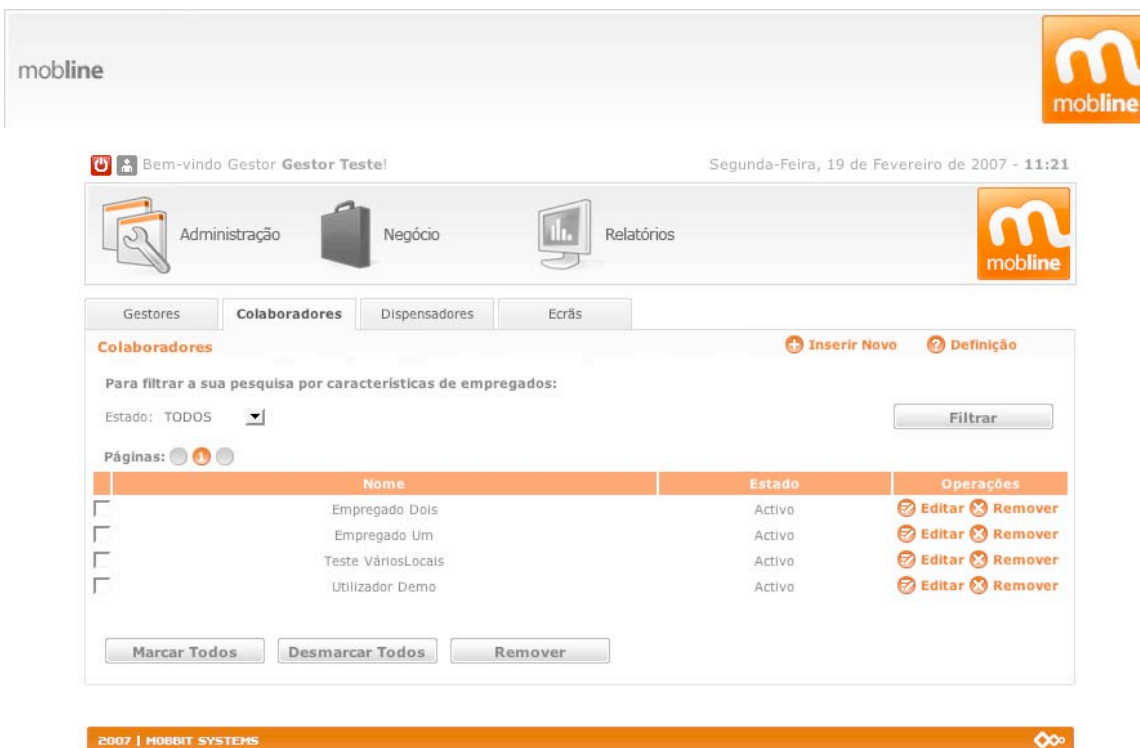 mobline
mobline
Bem-vindo Gestor Gestor Teste! Segunda-Feira, 19 de Fevereiro de 2007 - 11:21
Administração Negócio Relatórios
mobline
Gestores Colaboradores Dispensadores Ecrãs
Colaboradores Inserir Novo Definição
Para filtrar a sua pesquisa por características de empregados:
Estado: TODOS Filtrar
Páginas: 1
Nome Estado Operações
Empregado Dois Activo Editar Remover
Empregado Um Activo Editar Remover
Teste VáriosLocais Activo Editar Remover
Utilizador Demo Activo Editar Remover
Marcar Todos Desmarcar Todos Remover
2007 | MOBBIT SYSTEMS